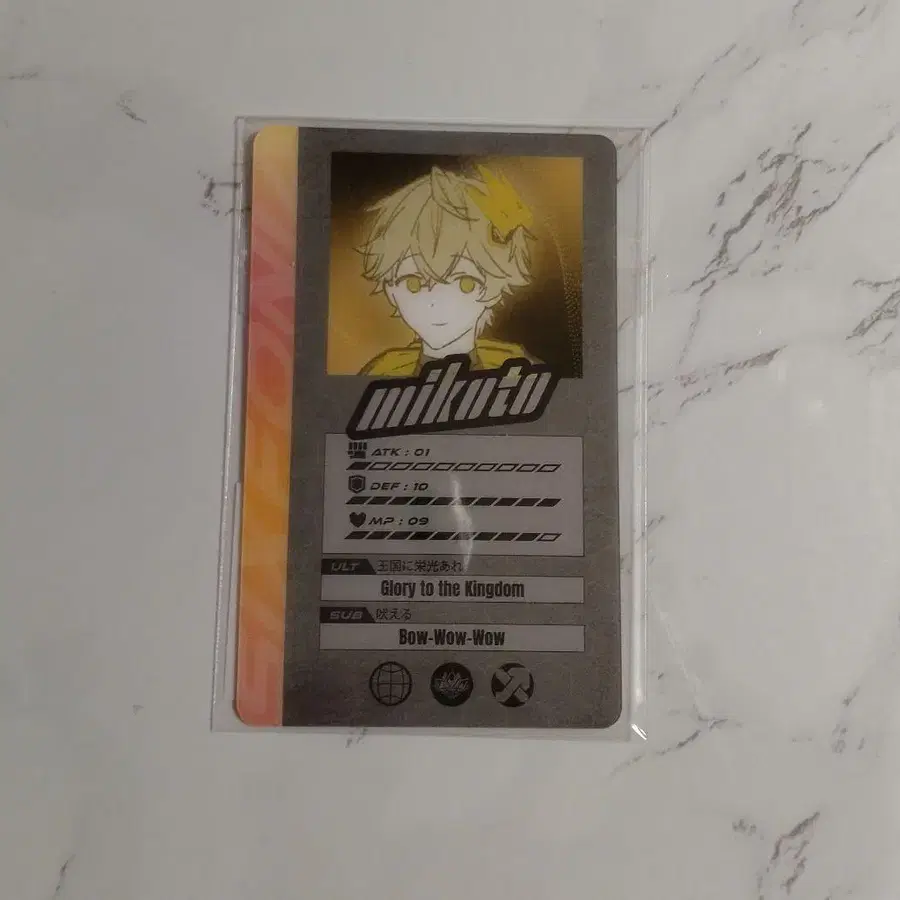 mikoto
ATK : 01
DEF : 10
MP : 09
ULT 王国に栄光あれ
Glory to the Kingdom
SUB 吠える
Bow-Wow-Wow